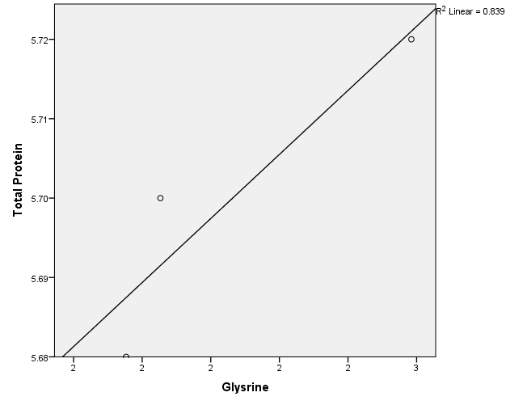 R² Linear = 0.839
5.72
5.71
5.70
5.69
5.68
Total Protein
2 2 2 2 2 3
Glysrine